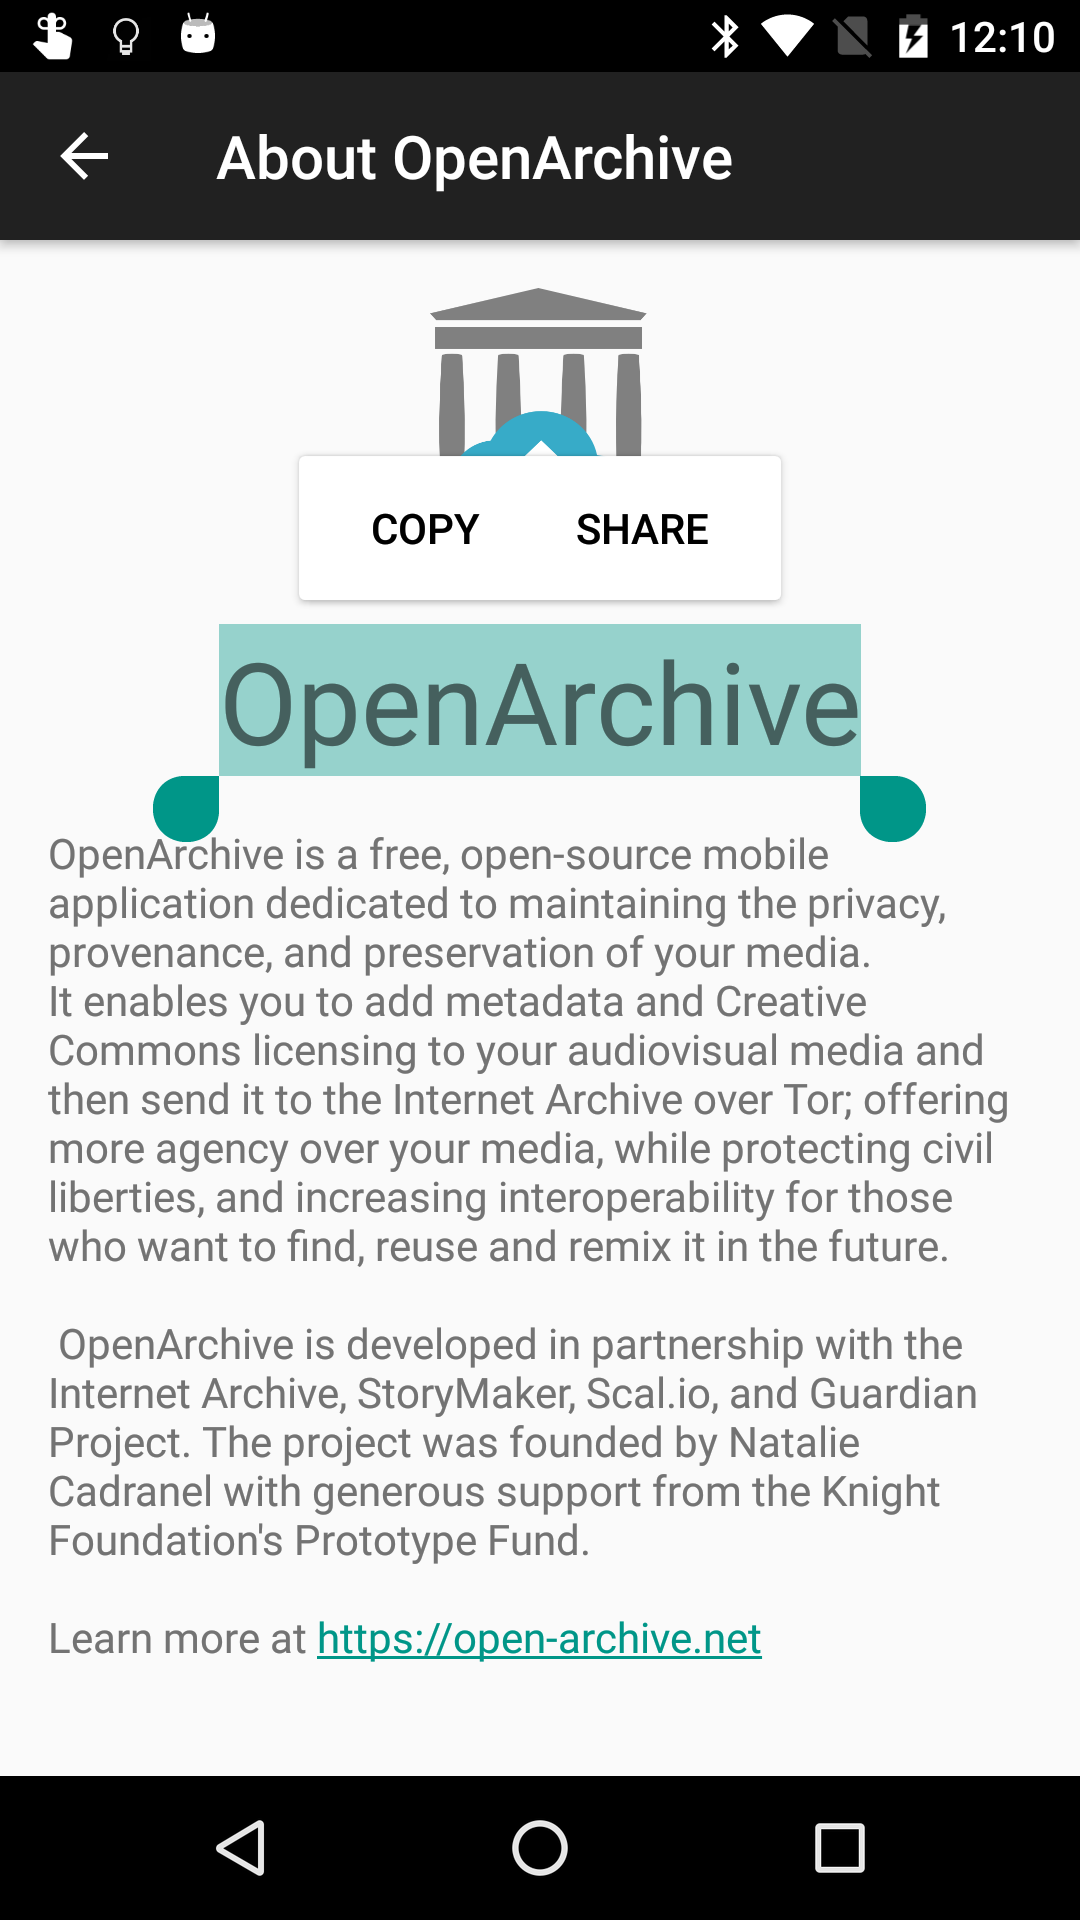 12:10
About OpenArchive
COPY SHARE
OpenArchive
OpenArchive is a free, open-source mobile
application dedicated to maintaining the privacy,
provenance, and preservation of your media.
It enables you to add metadata and Creative
Commons licensing to your audiovisual media and
then send it to the Internet Archive over Tor; offering
more agency over your media, while protecting civil
liberties, and increasing interoperability for those
who want to find, reuse and remix it in the future.
OpenArchive is developed in partnership with the
Internet Archive, StoryMaker, Scal.io, and Guardian
Project. The project was founded by Natalie
Cadranel with generous support from the Knight
Foundation's Prototype Fund.
Learn more at https://open-archive.net